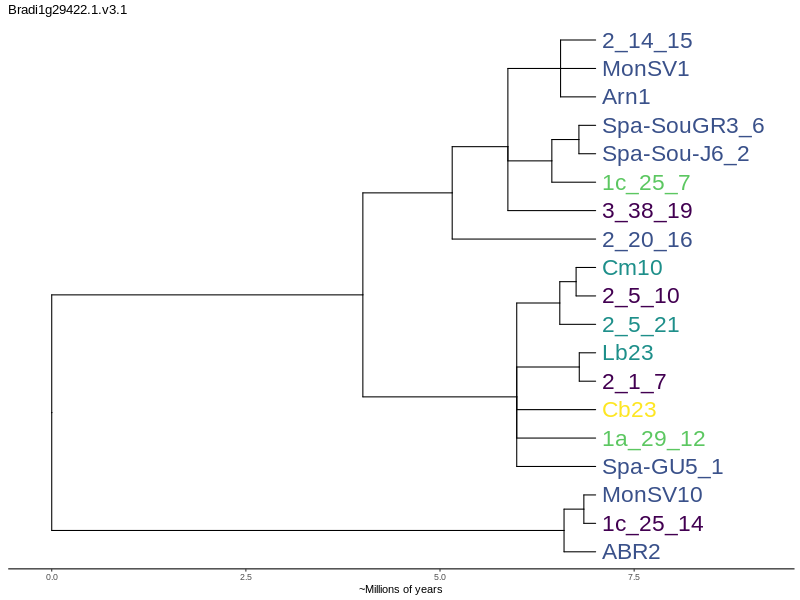 Bradi1g29422.1.v3.1
2_14_15
MonSV1
Arn1
Spa-SouGR3_6
Spa-Sou-J6_2
1c_25_7
3_38_19
2_20_16
Cm10
2_5_10
2_5_21
Lb23
2_1_7
Cb23
1a_29_12
Spa-GU5_1
MonSV10
1c_25_14
ABR2
0.0 2.5 5.0 7.5
~Millions of years